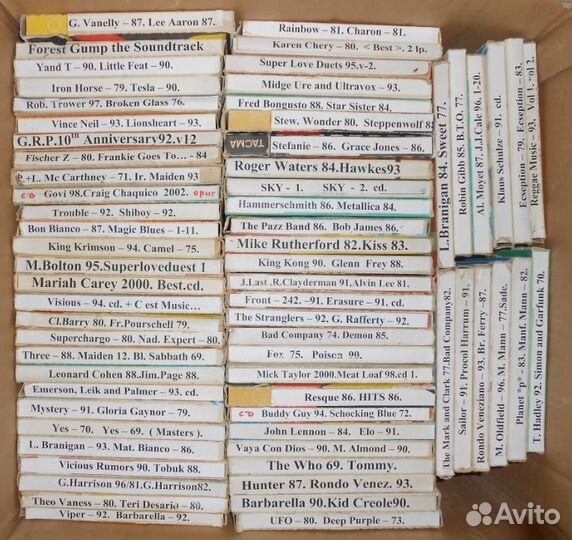 G. Vanelly – 87. Lee Aaron 87.
Forest Gump the Soundtrack
Yand T – 90. Little Feat – 90.
Iron Horse – 79. Tesla – 90.
Rob. Trower 97. Broken Glass 76.
Vince Neil – 93. Lionsheart – 93.
G.R.P.10th Anniversary92.v12
Fischer Z – 80. Frankie Goes To... - 84
P.+L. Mc Carthney – 71. Ir. Maiden 93
CD Govi 98.Craig Chaquico 2002.
Trouble – 92. Shiboy – 92.
Bon Bianco – 87. Magic Blues – 1-11.
King Krimson – 94. Camel – 75.
M.Bolton 95.Superloveduest 1
Mariah Carey 2000. Best.cd.
Visious – 94. cd. + C est Music...
Cl.Barry 80. Fr.Pourschell 79.
Superchargo – 80. Nad. Expert – 80.
Three – 88. Maiden 12. Bl. Sabbath 69.
Leonard Cohen 88.Jim.Page 88.
Emerson, Leik and Palmer – 93. cd.
Mystery – 91. Gloria Gaynor – 79.
Yes – 70. Yes – 69. ( Masters ).
L. Branigan – 93. Mat. Bianco – 86.
Vicious Rumors 90. Tobuk 88.
G.Harrison 96/81.G.Harrison82.
Theo Vaness – 80. Teri Desario – 80.
Viper – 92. Barbarella – 92.
Rainbow – 81. Charon – 81.
Karen Chery – 80. < Best >. 2 lp.
Super Love Duets 95.v-2.
Midge Ure and Ultravox – 93.
Fred Bongusto 88. Star Sister 84.
Stew. Wonder 80. Steppenwolf 8
TACMA Stefanie – 86. Grace Jones – 86.
Roger Waters 84.Hawkes93
SKY - 1. SKY - 2. cd.
Hammerschmith 86. Metallica 84.
The Pazz Band 86. Bob James 86.
Mike Rutherford 82.Kiss 83.
King Kong 90. Glenn Frey 88.
J.Last ,R.Clayderman 91,Alvin Lee 81.
Front – 242. –91. Erasure – 91. cd.
The Stranglers – 92. G. Rafferty – 92.
Bad Company 74. Demon 85.
Fox 75. Poison 90.
Mick Taylor 2000.Meat Loaf 98.cd 1.
Resque 86. HITS 86.
CD Buddy Guy 94. Schocking Blue 72.
John Lennon – 84. Elo – 91.
Vaya Con Dios – 90. M. Almond – 90.
The Who 69. Tommy.
Hunter 87. Rondo Venez. 93.
Barbarella 90.Kid Creole90.
UFO – 80. Deep Purple – 73.
L.Branigan 84. Sweet 77.
Robin Gibb 85. B.T.O. 77.
Al. Moyet 87. J.J.Cale 96. 1-20.
Klaus Schulze – 91. cd.
Ecseption – 79. Ecseption – 83.
Reggae Music – 93. Vol 1. vol 2.
The Mark and Clark 77.Bad Company82.
Sailor – 91. Procol Harrum – 91.
Rondo Veneziano – 93. Br. Ferry –87.
M. Oldfield – 96. M. Mann – 77.Sade.
Planet "p" – 83. Manf. Mann – 82.
T. Hadley 92. Simon and Garfonk 70.
Avito